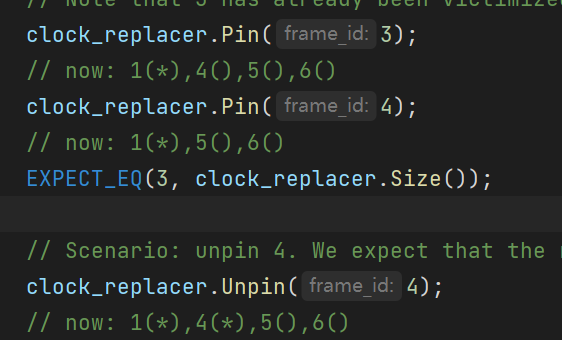 // Note that 3 has already been victimized
clock_replacer.Pin( frame_id: 3);
// now: 1(*),4(),5(),6()
clock_replacer.Pin( frame_id: 4);
// now: 1(*),5(),6()
EXPECT_EQ(3, clock_replacer.Size());
// Scenario: unpin 4. We expect that the
clock_replacer.Unpin( frame_id: 4);
// now: 1(*),4(*),5(),6()